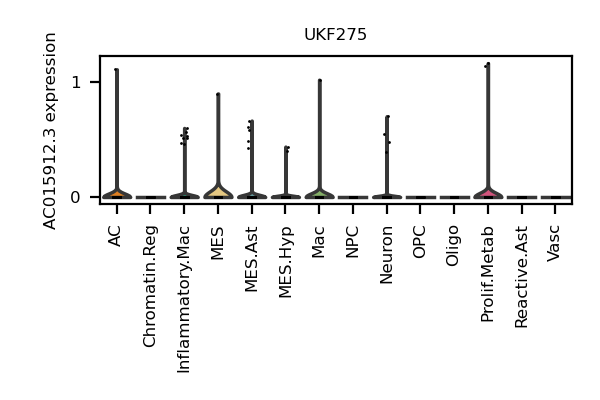 UKF275
AC015912.3 expression
1
0
AC
Chromatin.Reg
Inflammatory.Mac
MES
MES.Ast
MES.Hyp
Mac
NPC
Neuron
OPC
Oligo
Prolif.Metab
Reactive.Ast
Vasc